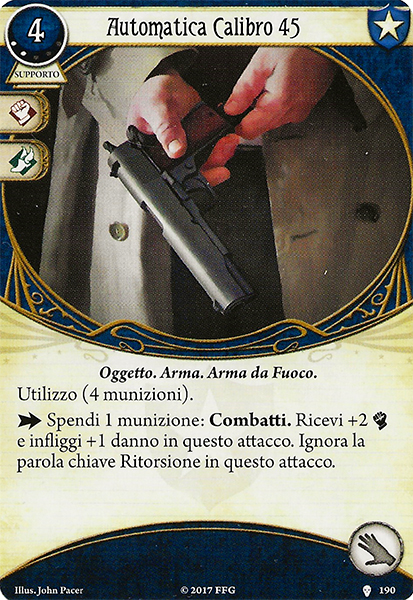 4
Automatica Calibro 45
SUPPORTO
Oggetto. Arma. Arma da Fuoco.
Utilizzo (4 munizioni).
Spendi 1 munizione: Combatti. Ricevi +2
e infliggi +1 danno in questo attacco. Ignora la
parola chiave Ritorsione in questo attacco.
Illus. John Pacer
© 2017 FFG
190